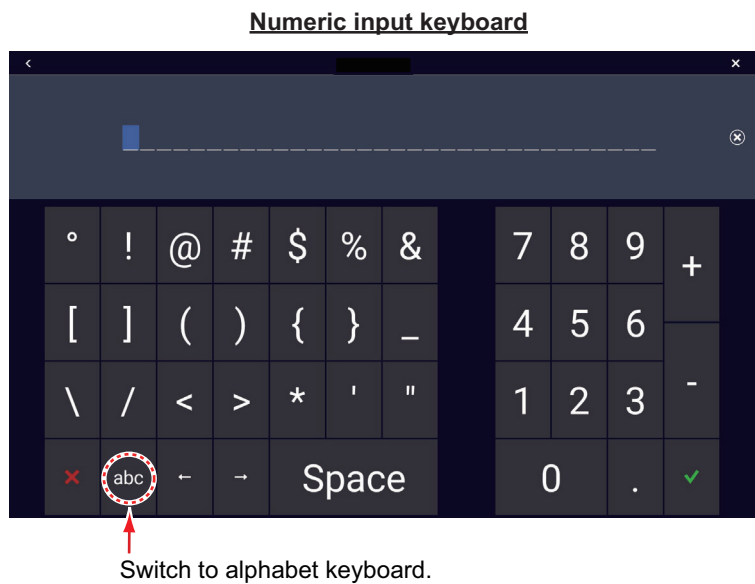 Numeric input keyboard
< ×
° ! @ # $ % & 7 8 9 +
[ ] ( ) { } _ 4 5 6
\ / < > * ' " 1 2 3 -
× abc ← → Space 0 . ✓
Switch to alphabet keyboard.